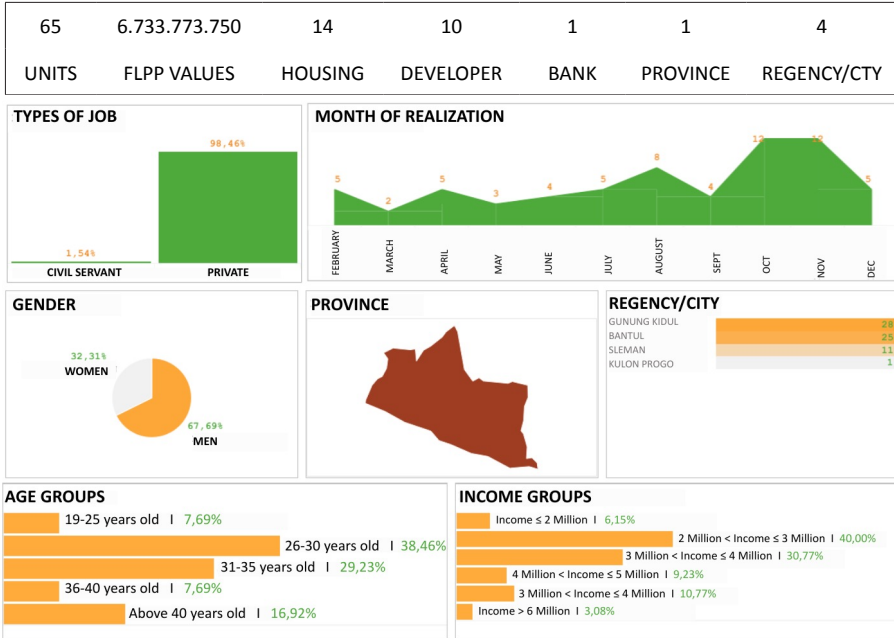 65 6.733.773.750 14 10 1 1 4
UNITS FLPP VALUES HOUSING DEVELOPER BANK PROVINCE REGENCY/CTY
TYPES OF JOB
98,46%
1,54%
CIVIL SERVANT PRIVATE
MONTH OF REALIZATION
5 2 5 3 4 5 8 4 12 12 5
FEBRUARY MARCH APRIL MAY JUNE JULY AUGUST SEPT OCT NOV DEC
GENDER
32,31%
WOMEN
67,69%
MEN
PROVINCE
REGENCY/CITY
GUNUNG KIDUL 28
BANTUL 25
SLEMAN 11
KULON PROGO 1
AGE GROUPS
19-25 years old I 7,69%
26-30 years old I 38,46%
31-35 years old I 29,23%
36-40 years old I 7,69%
Above 40 years old I 16,92%
INCOME GROUPS
Income ≤ 2 Million I 6,15%
2 Million < Income ≤ 3 Million I 40,00%
3 Million < Income ≤ 4 Million I 30,77%
4 Million < Income ≤ 5 Million I 9,23%
3 Million < Income ≤ 4 Million I 10,77%
Income > 6 Million I 3,08%